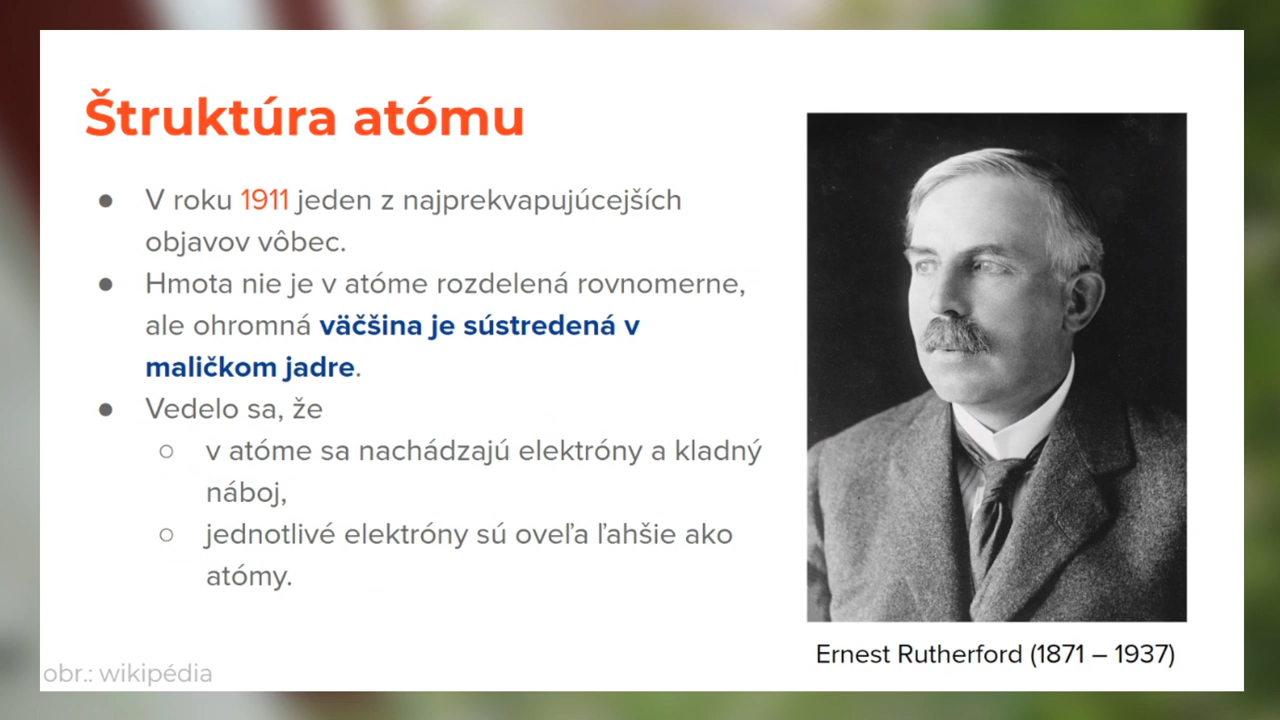 Štruktúra atómu
● V roku 1911 jeden z najprekvapujúcejších
objavov vôbec.
● Hmota nie je v atóme rozdelená rovnomerne,
ale ohromná väčšina je sústredená v
maličkom jadre.
● Vedelo sa, že
○ v atóme sa nachádzajú elektróny a kladný
náboj,
○ jednotlivé elektróny sú oveľa ľahšie ako
atómy.
Ernest Rutherford (1871 – 1937)
obr.: wikipédia